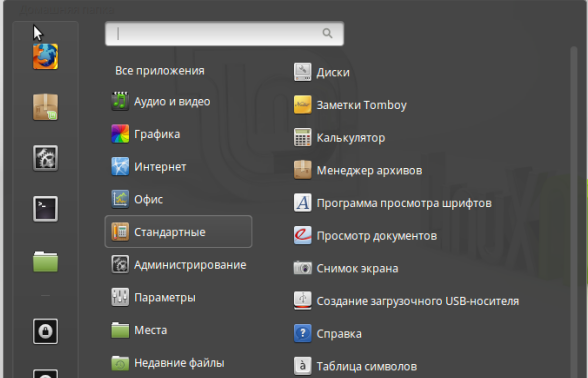 Все приложения
Аудио и видео
Графика
Интернет
Офис
Стандартные
Администрирование
Параметры
Места
Недавние файлы
Диски
Заметки Tomboy
Калькулятор
Менеджер архивов
Программа просмотра шрифтов
Просмотр документов
Снимок экрана
Создание загрузочного USB-носителя
Справка
Таблица символов